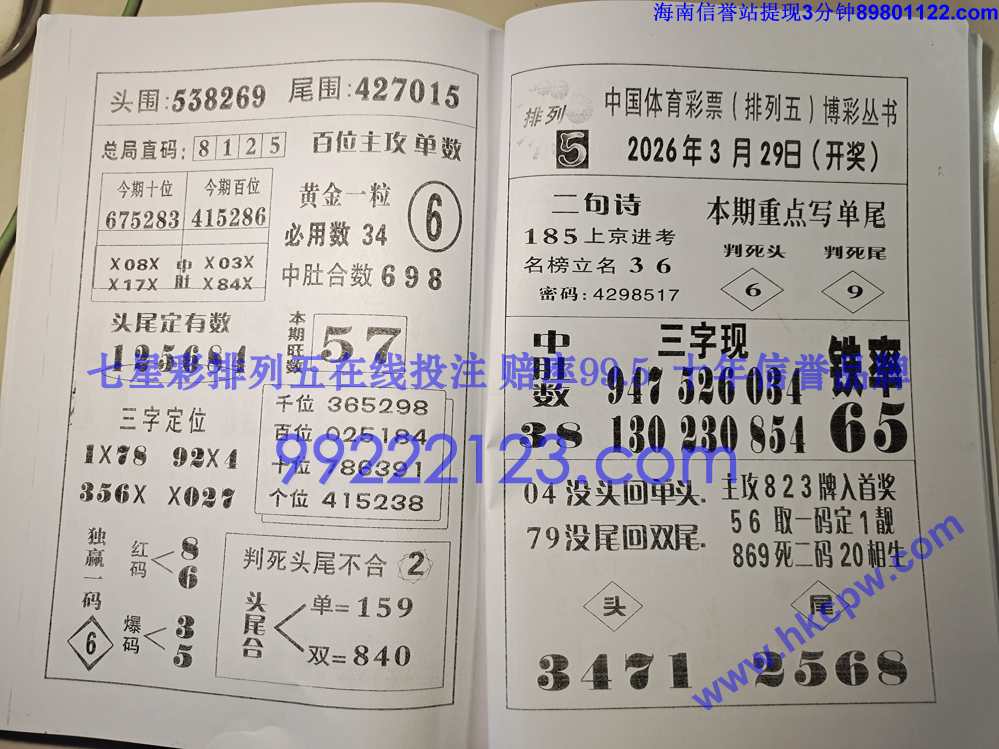 海南信誉站提现3分钟89801122.com
头围:538269 尾围:427015
总局直码: 8 1 2 5 百位主攻单数
今期十位 今期百位
675283 415286
X08X 中肚 X03X
X17X X84X
黄金一粒
必用数 34
6
中肚合数 698
头尾定有数
125684
本期旺数
57
七星彩排列五在线投注 赔率99.5 十年信誉品牌
三字定位
1X78 92X4
356X X027
千位 365298
百位 025184
十位 786391
个位 415238
99222123.com
独赢一码
6
红码 8 6
爆码 3 5
判死头尾不合 2
头尾合
单=159
双=840
排列
5
中国体育彩票(排列五)博彩丛书
2026年3月29日(开奖)
二句诗
185上京进考
名榜立名36
密码:4298517
本期重点写单尾
判死头 判死尾
6 9
中肚数
38
三字现
947 526 034
130 230 854
铁率
65
04没头回单头.
79没尾回双尾.
主攻823牌入首奖
56取一码定1靓
869死二码20相生
头 尾
3471 2568
www.hkcpw.com